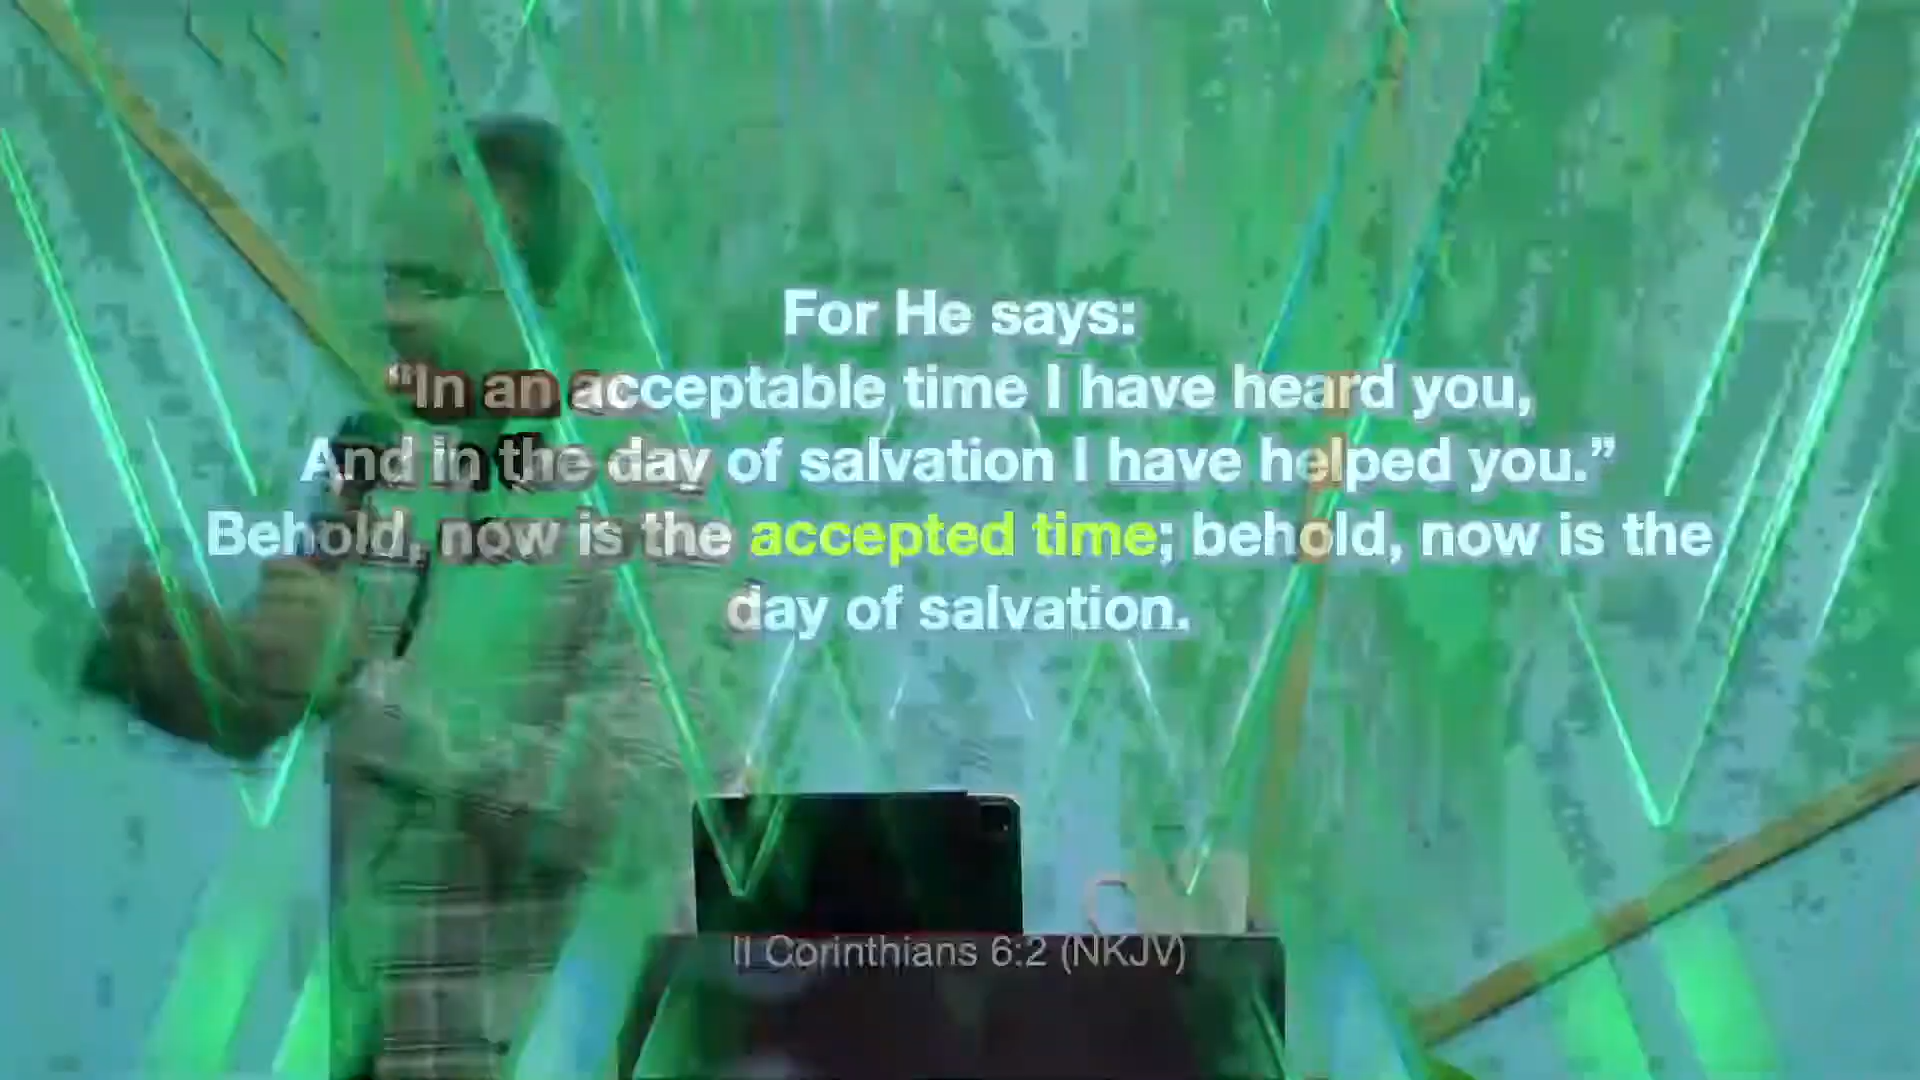 For He says:
“In an acceptable time I have heard you,
And in the day of salvation I have helped you.”
Behold, now is the accepted time; behold, now is the
day of salvation.
II Corinthians 6:2 (NKJV)